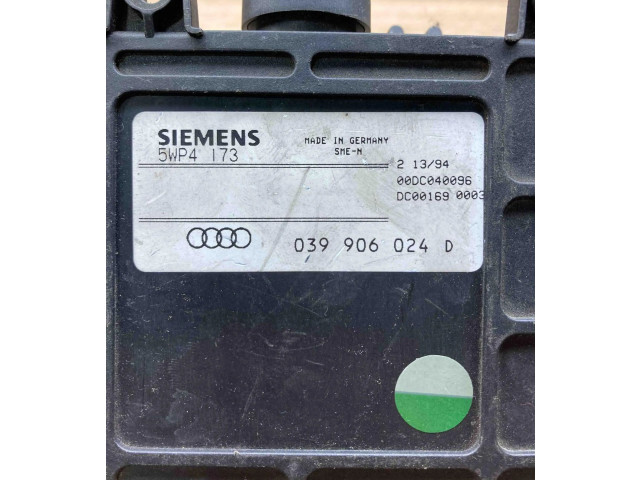 SIEMENS
5WP4 173
MADE IN GERMANY
SME-N
2 13/94
00DC040096
DC00169 0003
039 906 024 D